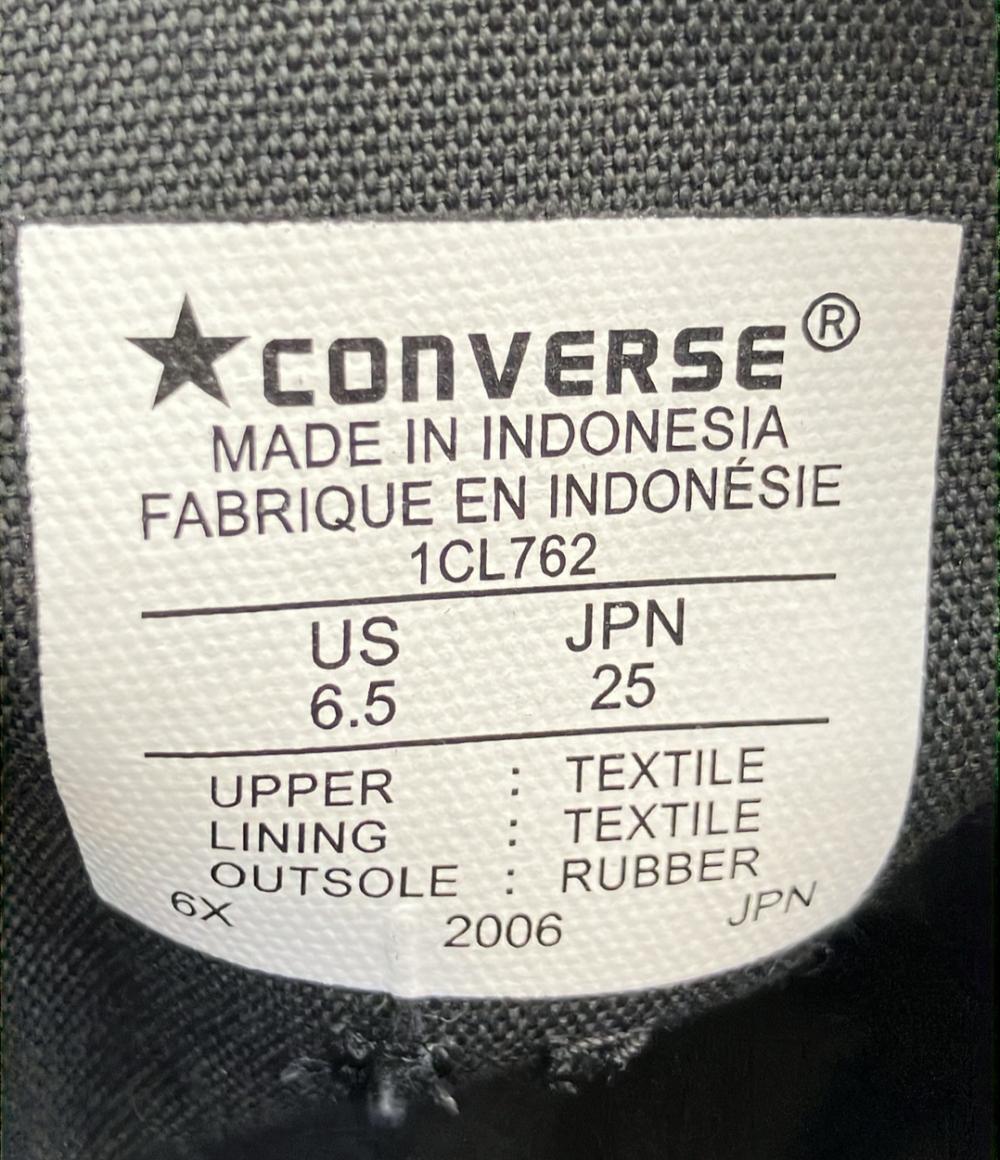 ★CONVERSE®
MADE IN INDONESIA
FABRIQUE EN INDONÉSIE
1CL762
US JPN
6.5 25
UPPER : TEXTILE
LINING : TEXTILE
OUTSOLE : RUBBER
6X 2006 JPN